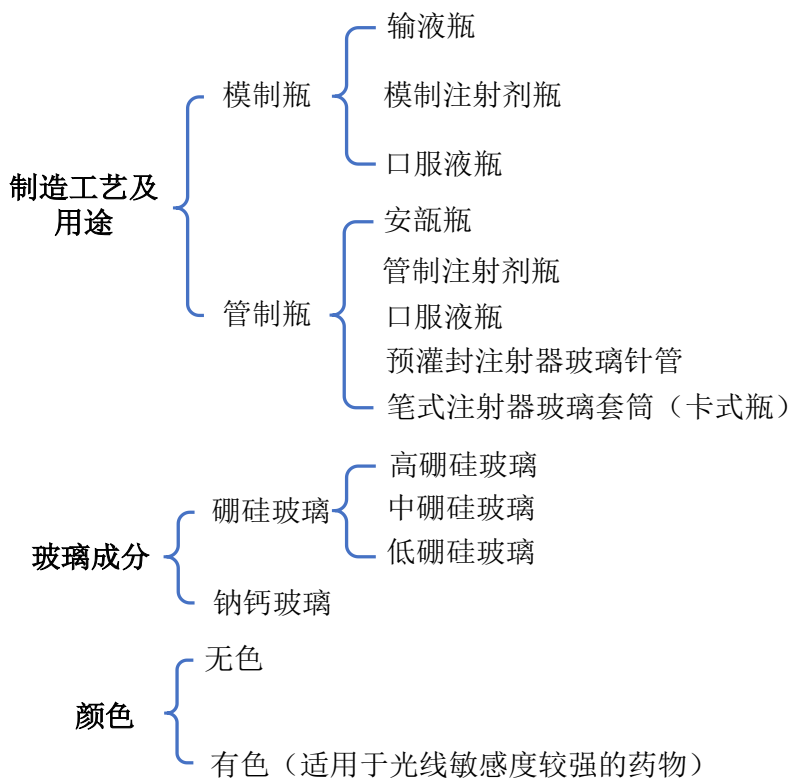 制造工艺及
用途
模制瓶
输液瓶
模制注射剂瓶
口服液瓶
管制瓶
安瓿瓶
管制注射剂瓶
口服液瓶
预灌封注射器玻璃针管
笔式注射器玻璃套筒（卡式瓶）
玻璃成分
硼硅玻璃
高硼硅玻璃
中硼硅玻璃
低硼硅玻璃
钠钙玻璃
颜色
无色
有色（适用于光线敏感度较强的药物）